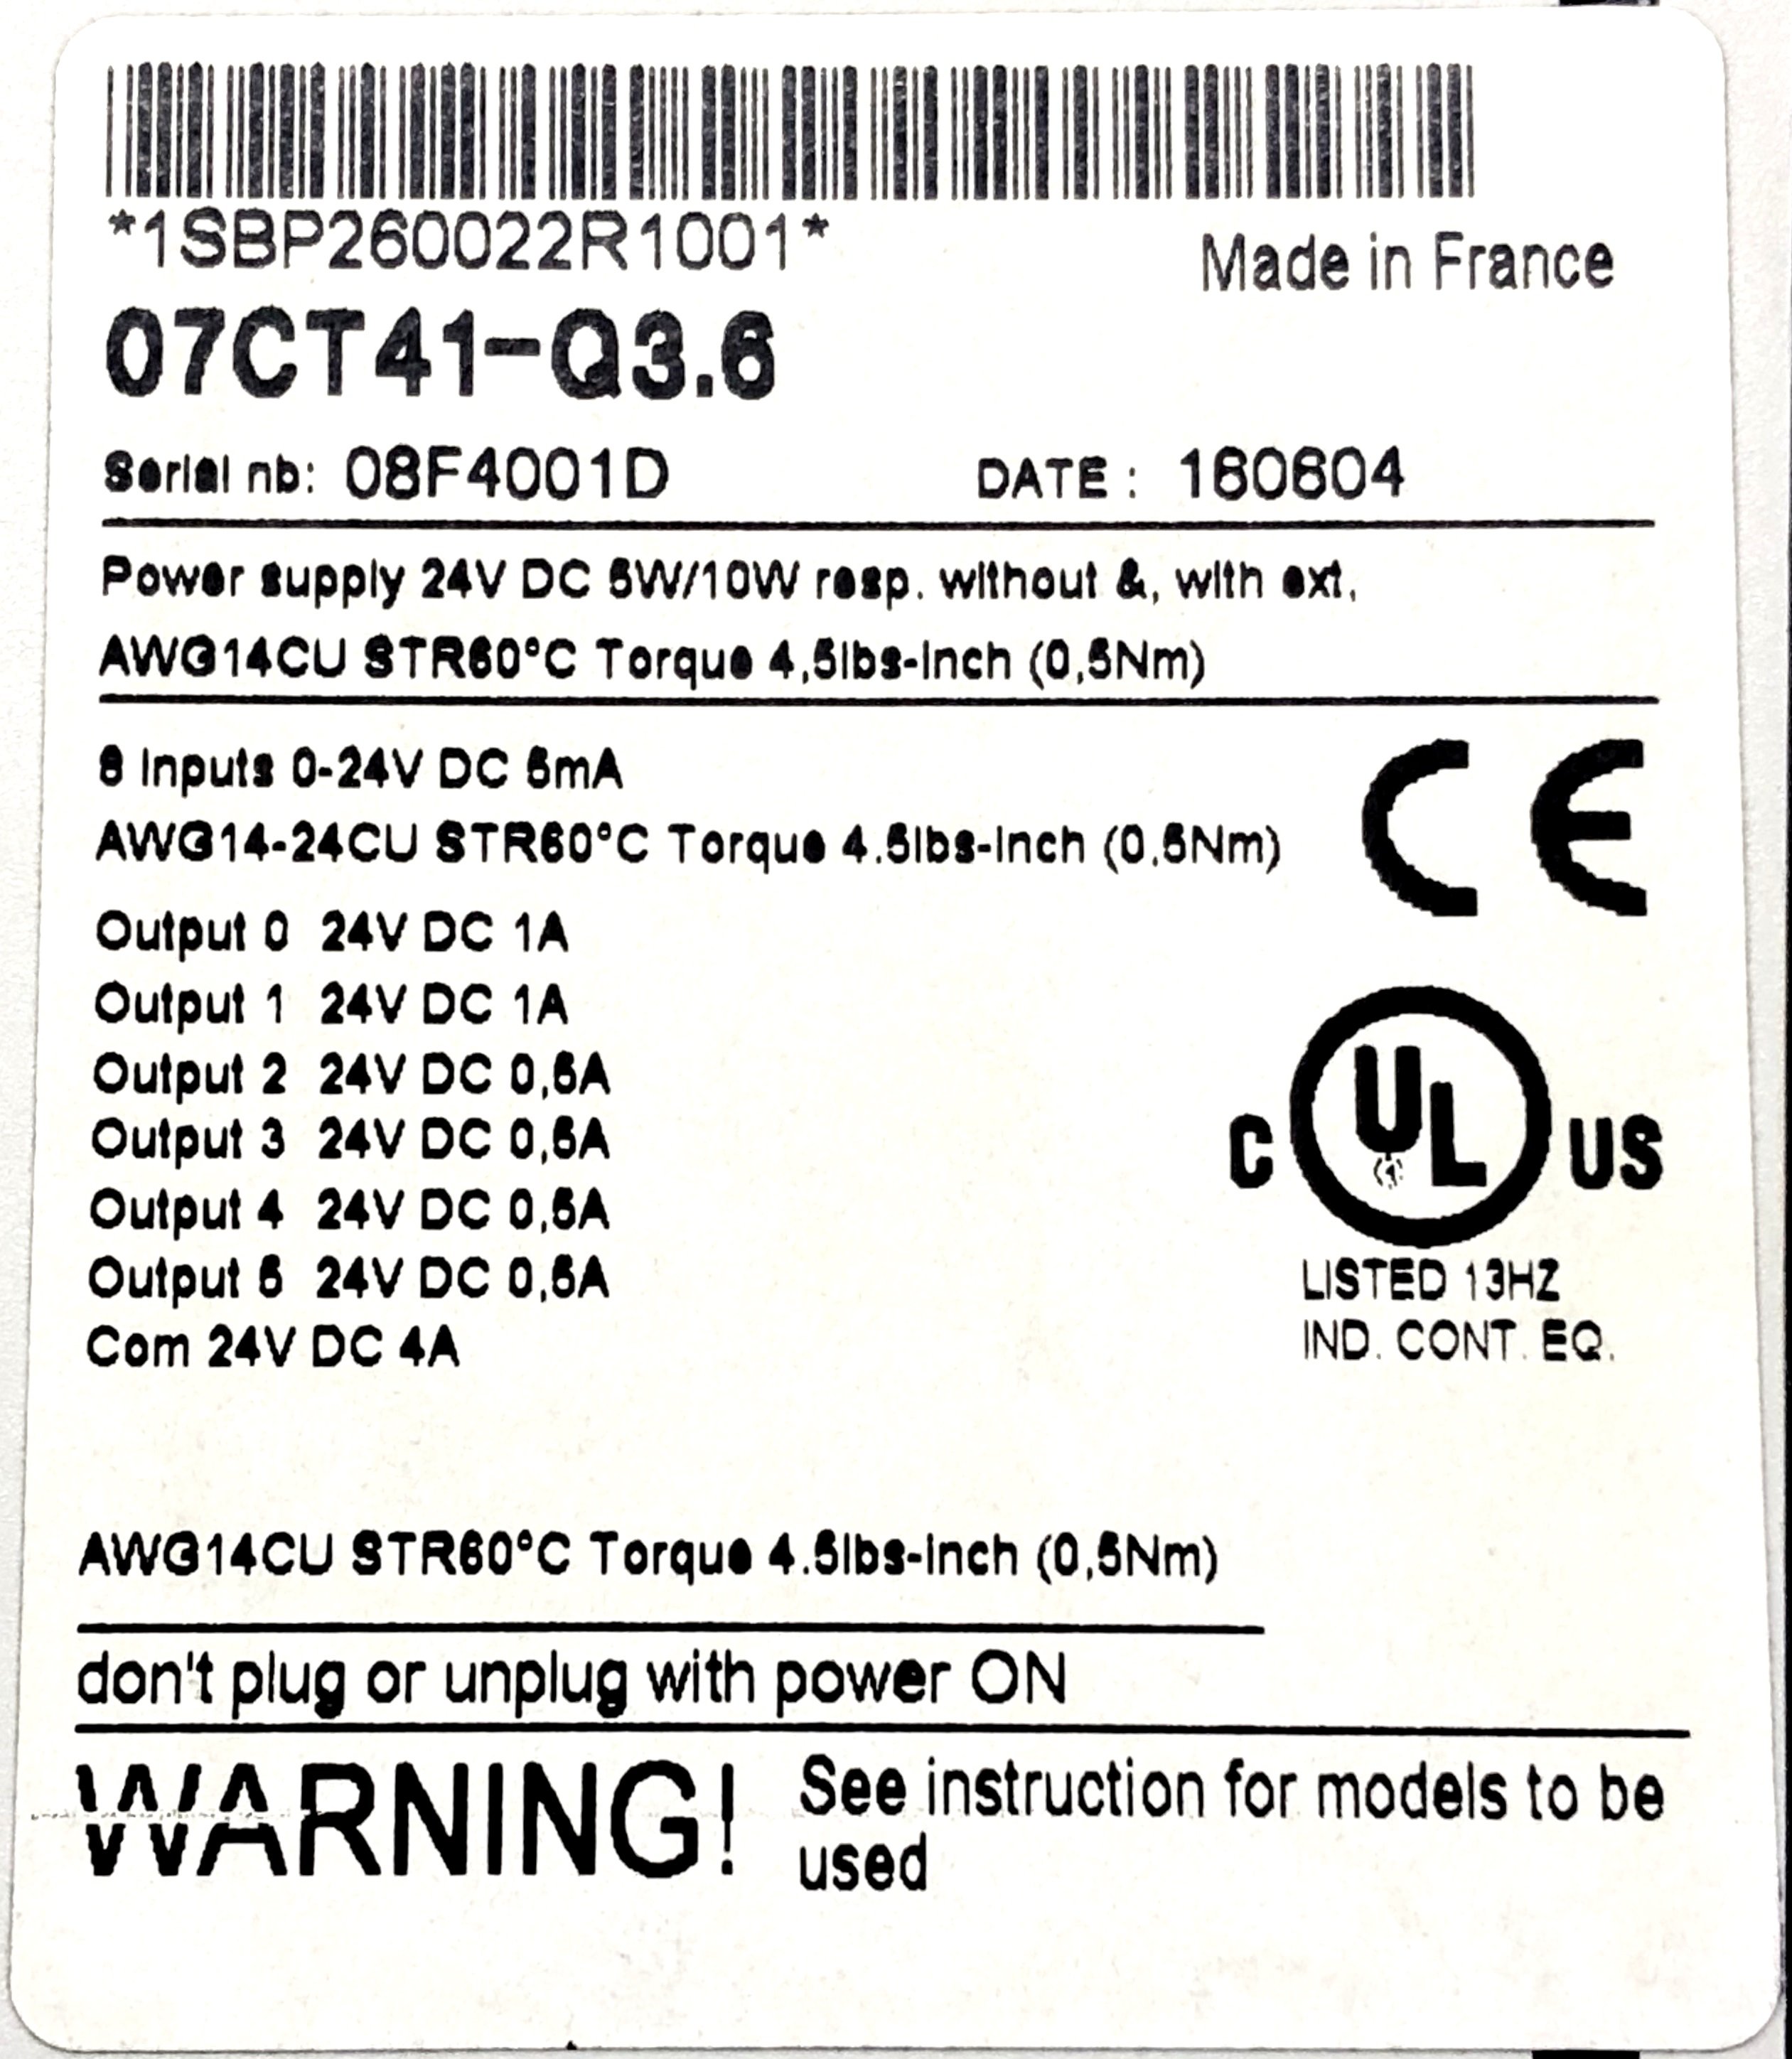 *1SBP260022R1001*
Made in France
07CT41-Q3.6
Serial nb: 08F4001D
DATE : 160604
Power supply 24V DC 5W/10W resp. without &, with ext,
AWG14CU STR60°C Torque 4,5lbs-inch (0,5Nm)
8 Inputs 0-24V DC 5mA
AWG14-24CU STR60°C Torque 4.5lbs-inch (0,5Nm)
CE
Output 0 24V DC 1A
Output 1 24V DC 1A
Output 2 24V DC 0,5A
Output 3 24V DC 0,5A
Output 4 24V DC 0,5A
Output 5 24V DC 0,5A
Com 24V DC 4A
C UL US
LISTED 13HZ
IND. CONT. EQ.
AWG14CU STR60°C Torque 4.5lbs-inch (0,5Nm)
don't plug or unplug with power ON
WARNING!
See instruction for models to be
used